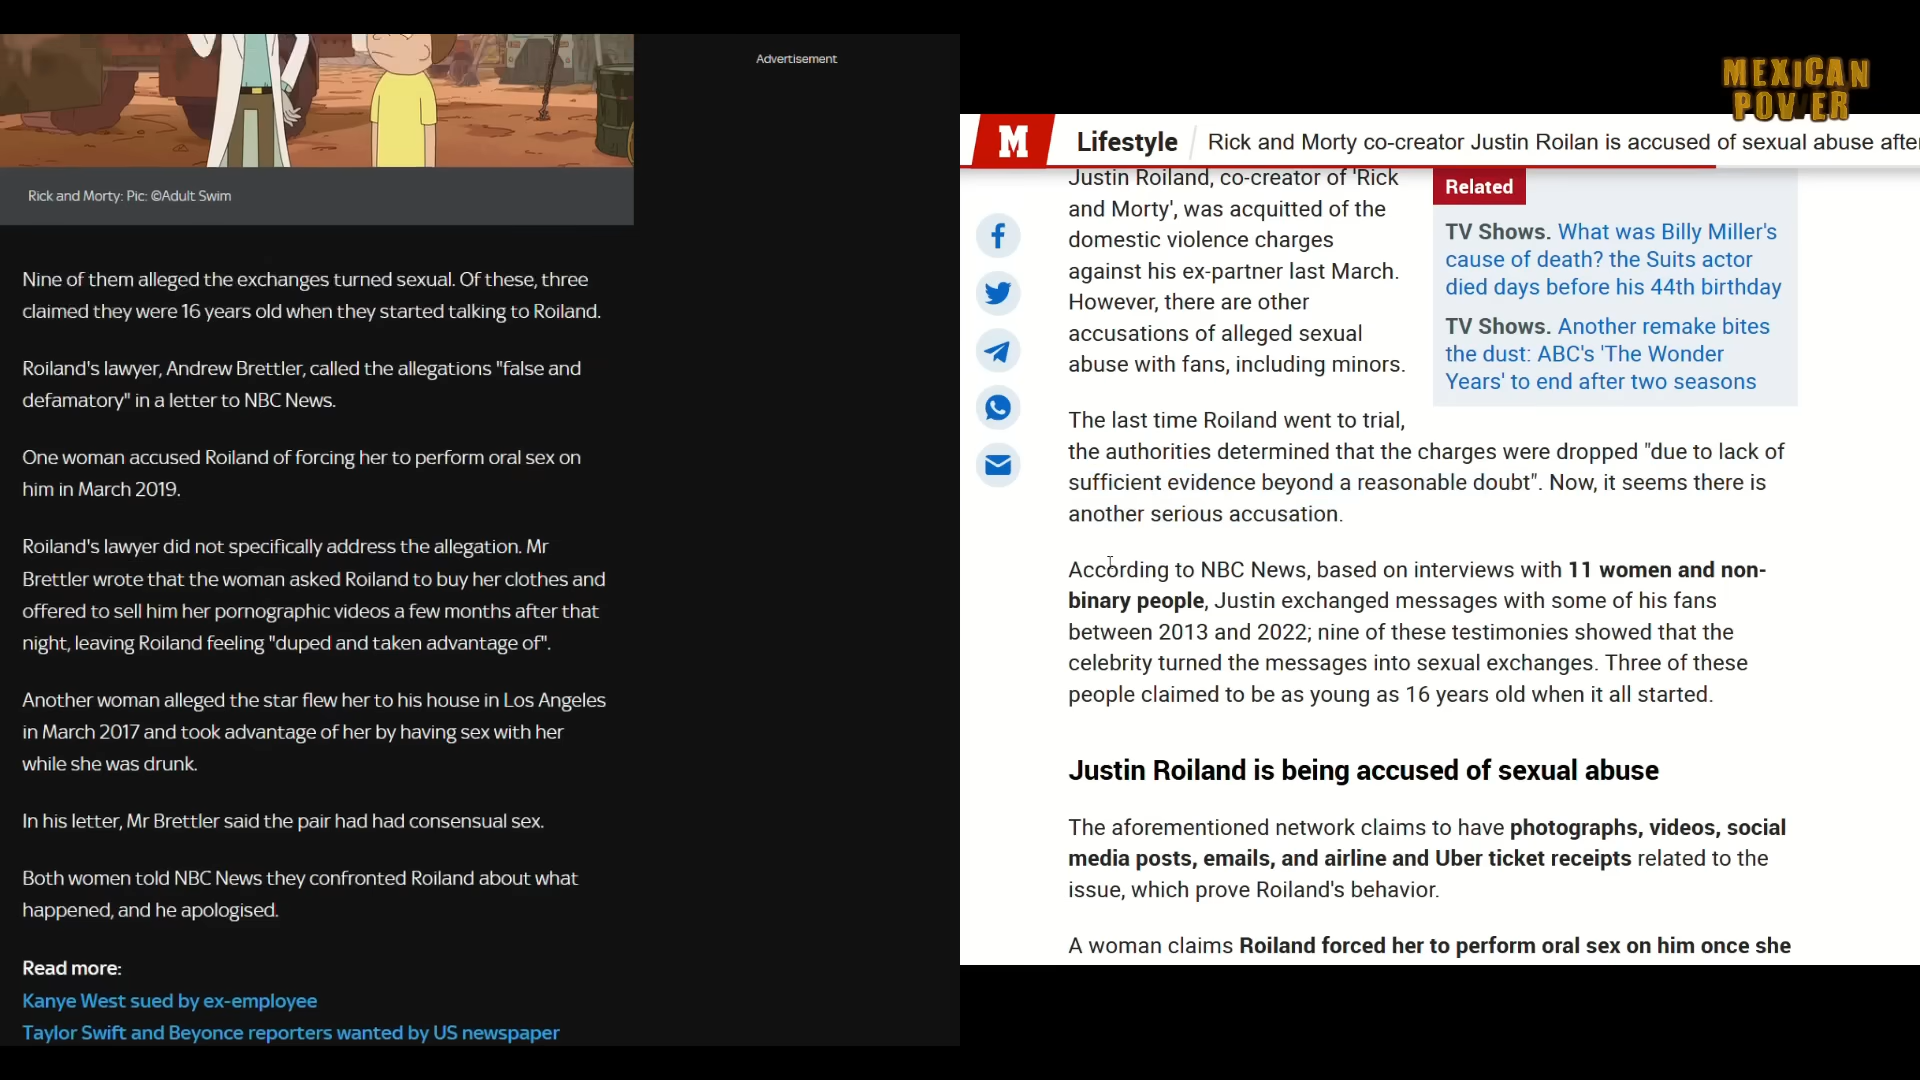 Advertisement
Rick and Morty: Pic: ©Adult Swim
Nine of them alleged the exchanges turned sexual. Of these, three
claimed they were 16 years old when they started talking to Roiland.
Roiland's lawyer, Andrew Brettler, called the allegations "false and
defamatory" in a letter to NBC News.
One woman accused Roiland of forcing her to perform oral sex on
him in March 2019.
Roiland's lawyer did not specifically address the allegation. Mr
Brettler wrote that the woman asked Roiland to buy her clothes and
offered to sell him her pornographic videos a few months after that
night, leaving Roiland feeling "duped and taken advantage of".
Another woman alleged the star flew her to his house in Los Angeles
in March 2017 and took advantage of her by having sex with her
while she was drunk.
In his letter, Mr Brettler said the pair had had consensual sex.
Both women told NBC News they confronted Roiland about what
happened, and he apologised.
Read more:
Kanye West sued by ex-employee
Taylor Swift and Beyonce reporters wanted by US newspaper
MEXICAN
POWER
M Lifestyle Rick and Morty co-creator Justin Roilan is accused of sexual abuse after
Justin Roiland, co-creator of 'Rick
and Morty', was acquitted of the
domestic violence charges
against his ex-partner last March.
However, there are other
accusations of alleged sexual
abuse with fans, including minors.
Related
TV Shows. What was Billy Miller's
cause of death? the Suits actor
died days before his 44th birthday
TV Shows. Another remake bites
the dust: ABC's 'The Wonder
Years' to end after two seasons
The last time Roiland went to trial,
the authorities determined that the charges were dropped "due to lack of
sufficient evidence beyond a reasonable doubt". Now, it seems there is
another serious accusation.
According to NBC News, based on interviews with 11 women and non-
binary people, Justin exchanged messages with some of his fans
between 2013 and 2022; nine of these testimonies showed that the
celebrity turned the messages into sexual exchanges. Three of these
people claimed to be as young as 16 years old when it all started.
Justin Roiland is being accused of sexual abuse
The aforementioned network claims to have photographs, videos, social
media posts, emails, and airline and Uber ticket receipts related to the
issue, which prove Roiland's behavior.
A woman claims Roiland forced her to perform oral sex on him once she